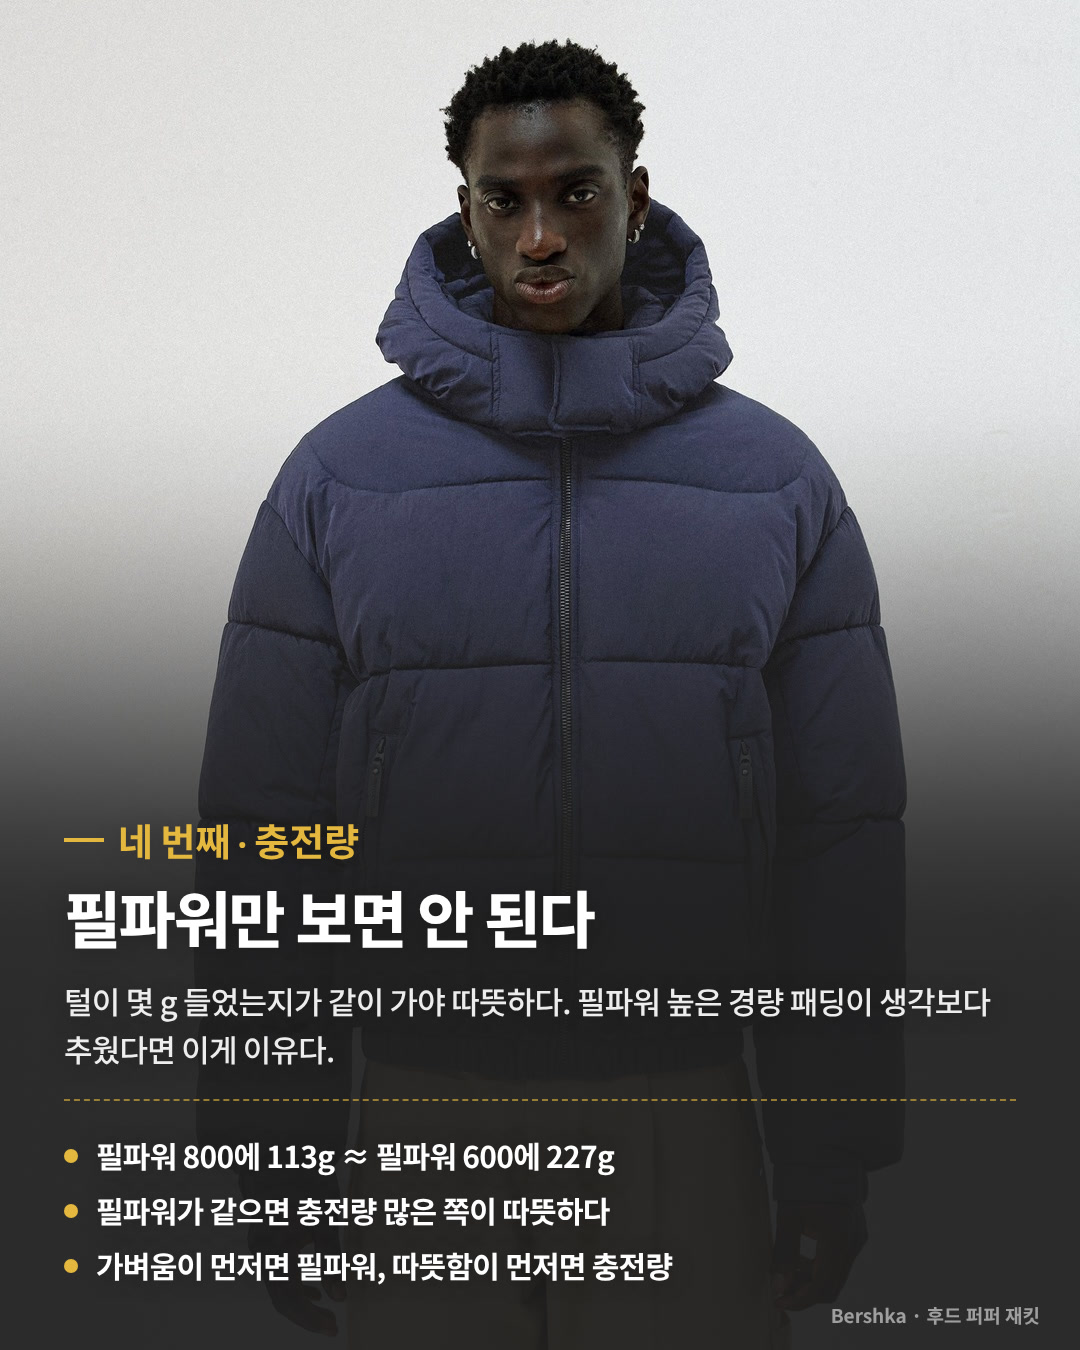 네 번째 · 충전량
필파워만 보면 안 된다
털이 몇 g 들었는지가 같이 가야 따뜻하다. 필파워 높은 경량 패딩이 생각보다
추웠다면 이게 이유다.
필파워 800에 113g ≈ 필파워 600에 227g
필파워가 같으면 충전량 많은 쪽이 따뜻하다
가벼움이 먼저면 필파워, 따뜻함이 먼저면 충전량
Bershka · 후드 퍼퍼 재킷